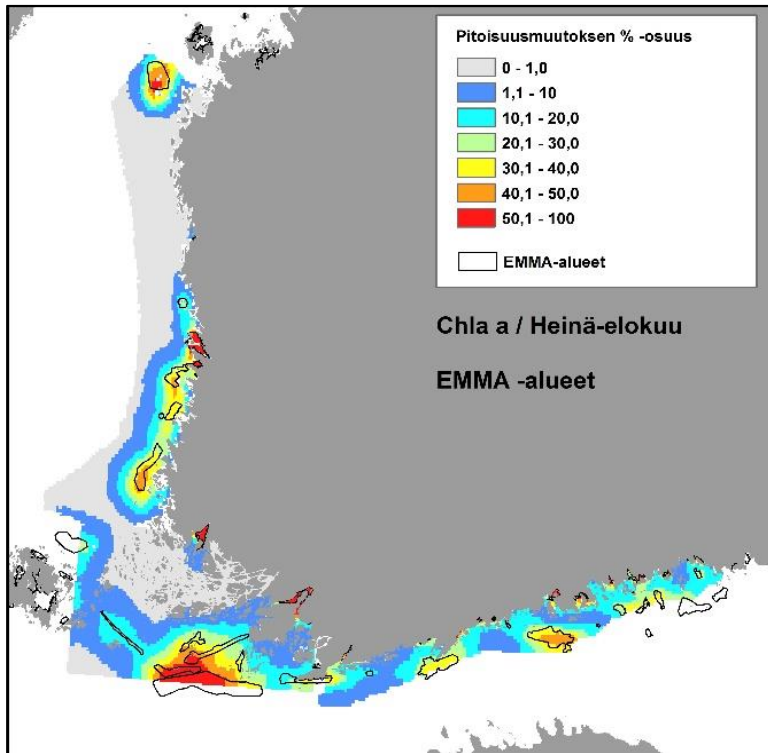 Pitoisuusmuutoksen % -osuus
0 - 1,0
1,1 - 10
10,1 - 20,0
20,1 - 30,0
30,1 - 40,0
40,1 - 50,0
50,1 - 100
EMMA-alueet
Chla a / Heinä-elokuu
EMMA -alueet